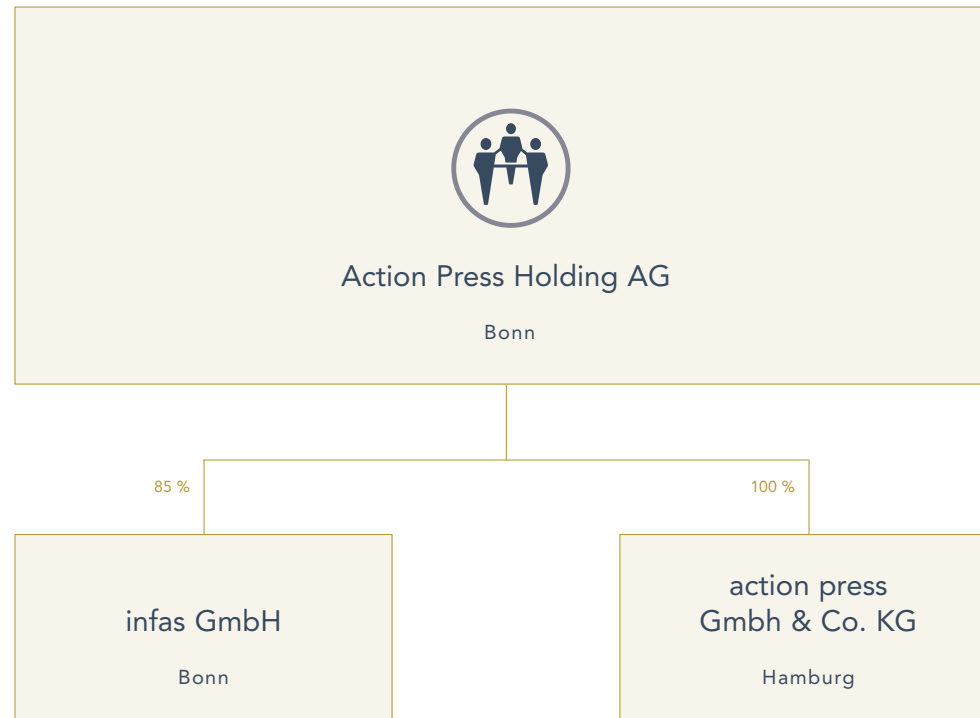 Action Press Holding AG
Bonn
85 %
100 %
infas GmbH
Bonn
action press
Gmbh & Co. KG
Hamburg